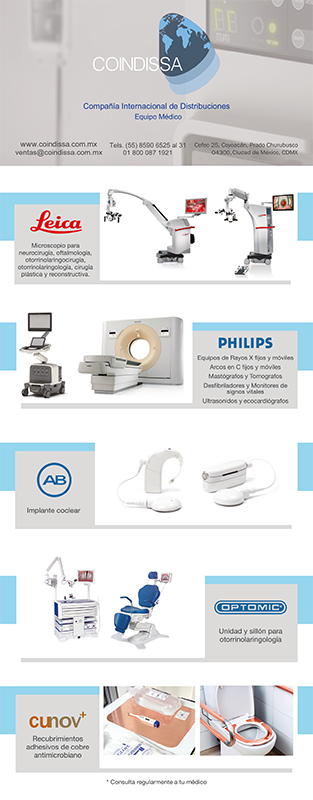 COINDISSA
Compañía Internacional de Distribuciones
Equipo Médico
www.coindissa.com.mx
ventas@coindissa.com.mx
Tels. (55) 8590 6525 al 31
01 800 087 1921
Cefeo 25, Coyoacán, Prado Churubusco
04300, Ciudad de México, CDMX
Leica
Microscopio para
neurocirugía, oftalmología,
otorrinolaringocirugía,
otorrinolaringología, cirugía
plástica y reconstructiva.
PHILIPS
Equipos de Rayos X fijos y móviles
Arcos en C fijos y móviles
Mastógrafos y Tomografos
Desfibriladores y Monitores de
signos vitales
Ultrasonidos y ecocardiógrafos
AB
Implante coclear
OPTOMIC
Unidad y sillón para
otorrinolaringología
cunov+
Recubrimientos
adhesivos de cobre
antimicrobiano
* Consulta regularmente a tu médico